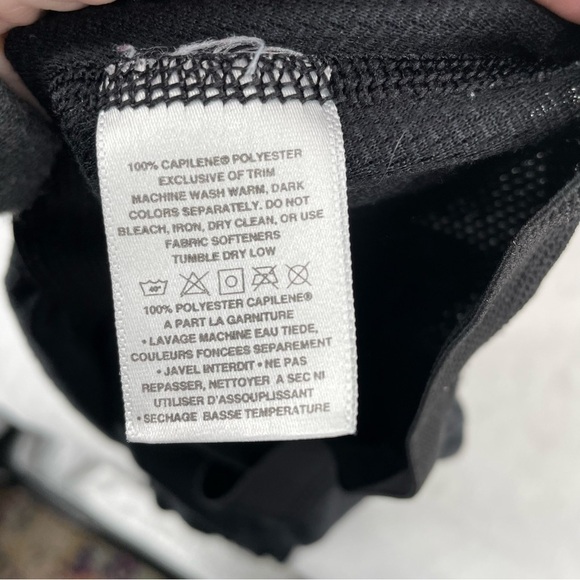 100% CAPILENE® POLYESTER
EXCLUSIVE OF TRIM
MACHINE WASH WARM, DARK
COLORS SEPARATELY. DO NOT
BLEACH, IRON, DRY CLEAN, OR USE
FABRIC SOFTENERS
TUMBLE DRY LOW
40°
100% POLYESTER CAPILENE®
A PART LA GARNITURE
• LAVAGE MACHINE EAU TIEDE,
COULEURS FONCEES SEPAREMENT
• JAVEL INTERDIT • NE PAS
REPASSER, NETTOYER A SEC NI
UTILISER D'ASSOUPLISSANT
• SECHAGE BASSE TEMPERATURE